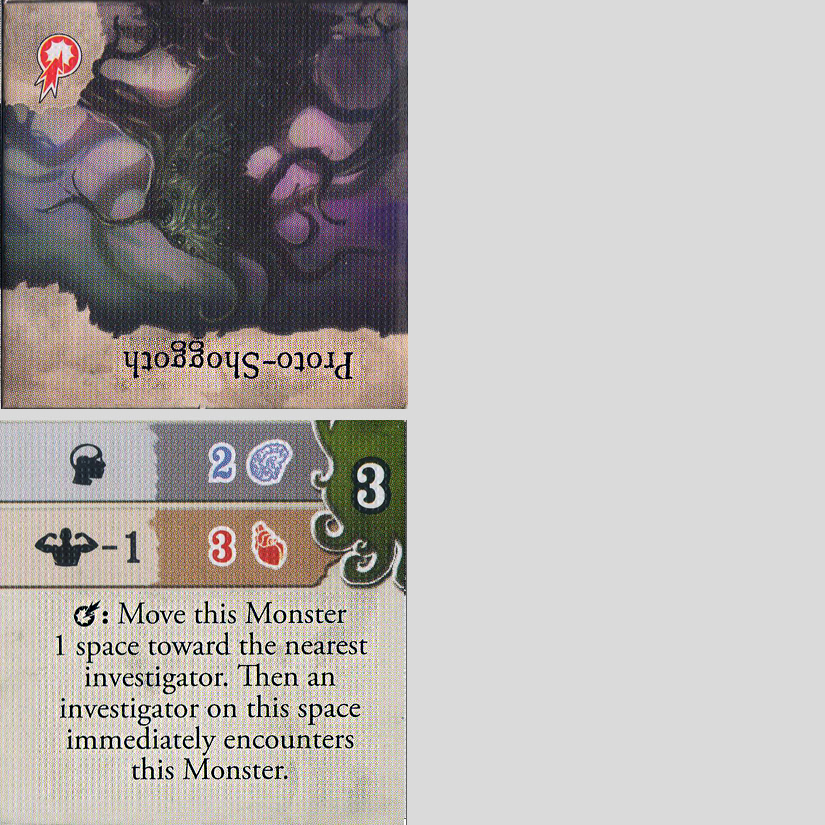 Proto-Shoggoth
2
3
-1
3
: Move this Monster
1 space toward the nearest
investigator. Then an
investigator on this space
immediately encounters
this Monster.